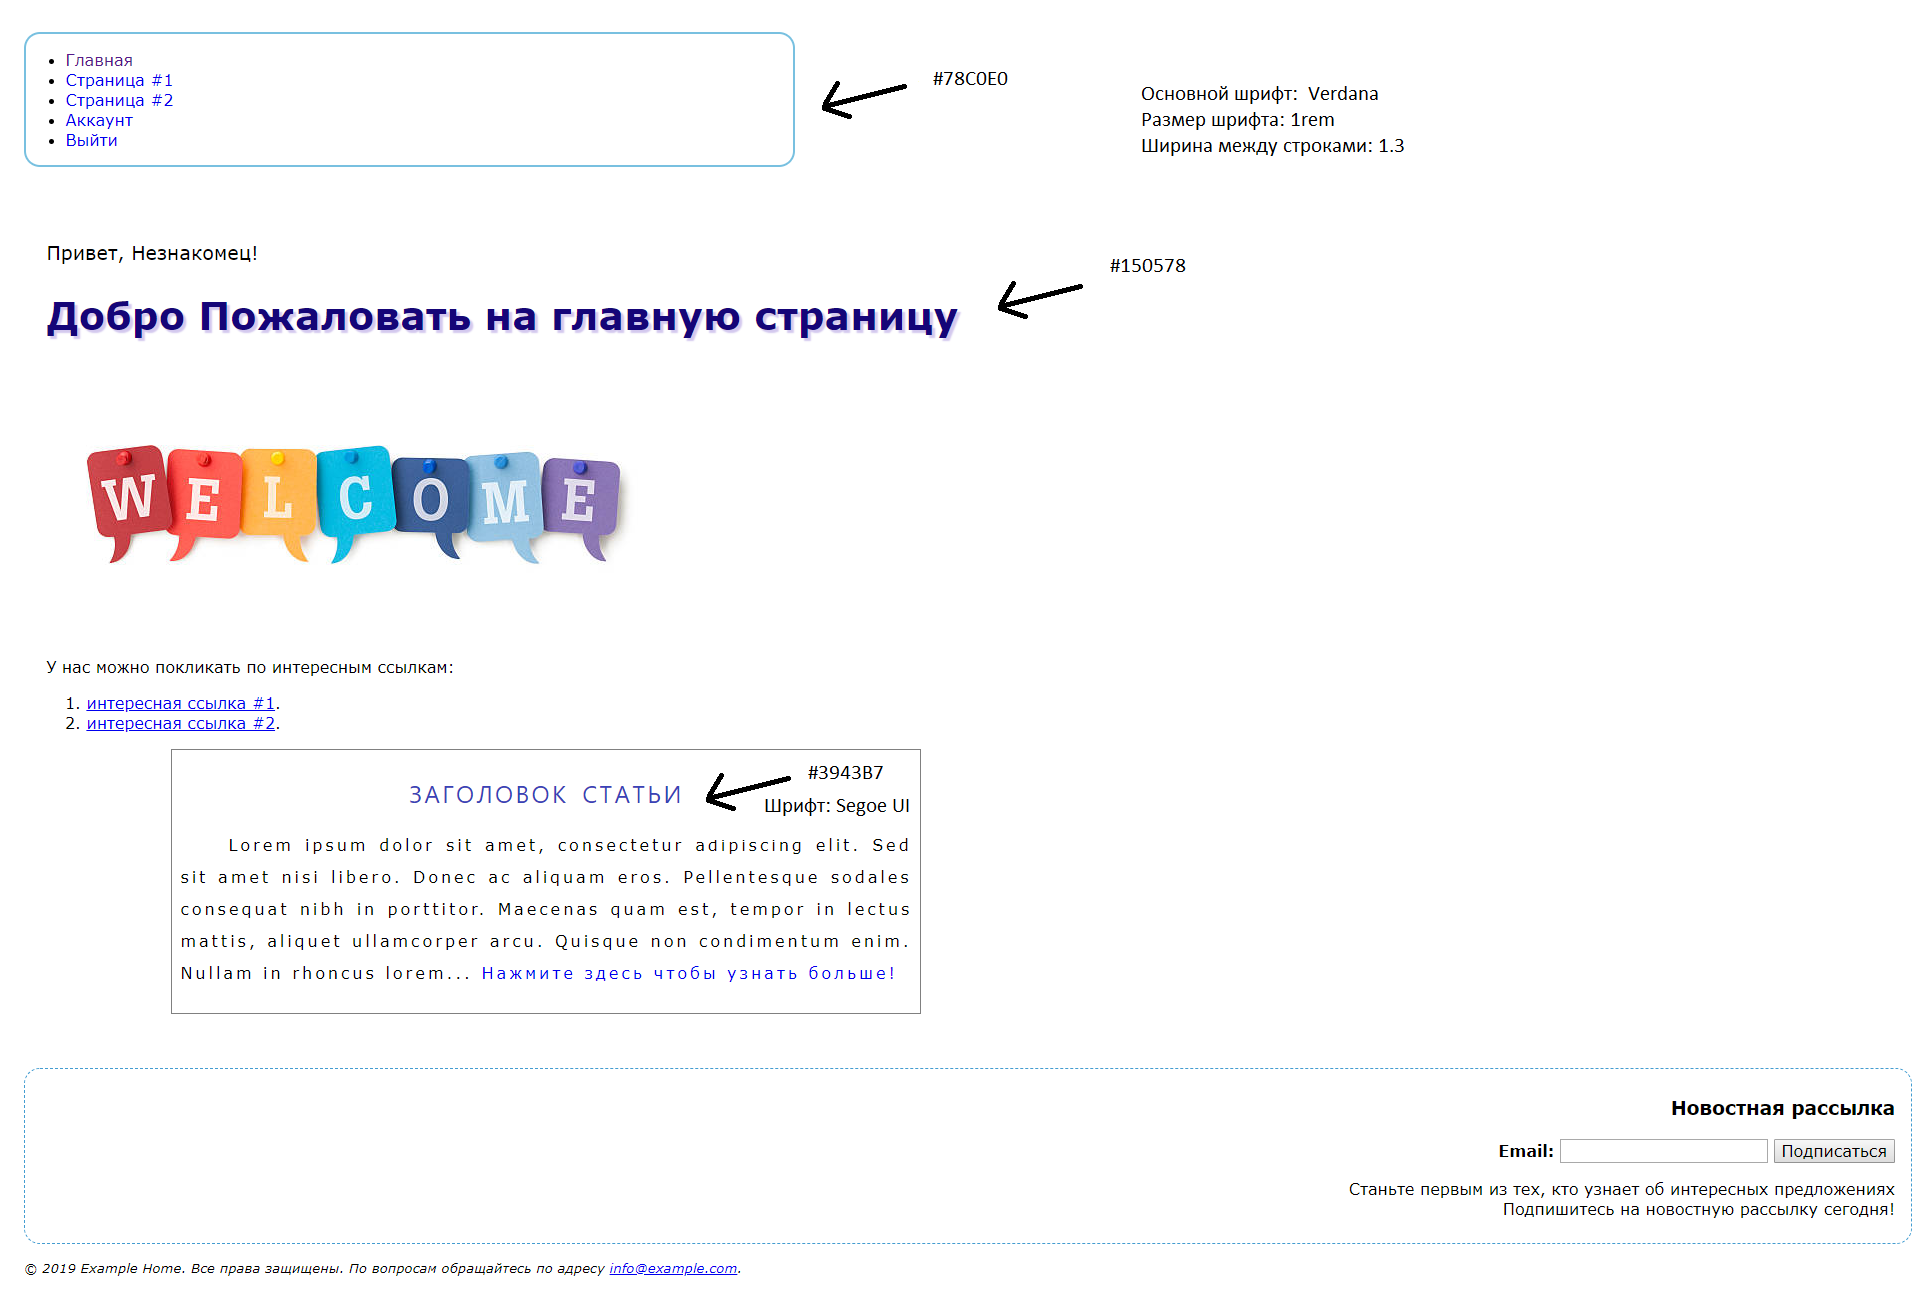 Главная
Страница #1
Страница #2
Аккаунт
Выйти
#78C0E0
Основной шрифт:  Verdana
Размер шрифта: 1rem
Ширина между строками: 1.3
Привет, Незнакомец!
#150578
Добро Пожаловать на главную страницу
WELCOME
У нас можно покликать по интересным ссылкам:
1. интересная ссылка #1.
2. интересная ссылка #2.
#3943B7
ЗАГОЛОВОК СТАТЬИ
Шрифт: Segoe UI
Lorem ipsum dolor sit amet, consectetur adipiscing elit. Sed
sit amet nisi libero. Donec ac aliquam eros. Pellentesque sodales
consequat nibh in porttitor. Maecenas quam est, tempor in lectus
mattis, aliquet ullamcorper arcu. Quisque non condimentum enim.
Nullam in rhoncus lorem... Нажмите здесь чтобы узнать больше!
Новостная рассылка
Email: Подписаться
Станьте первым из тех, кто узнает об интересных предложениях
Подпишитесь на новостную рассылку сегодня!
© 2019 Example Home. Все права защищены. По вопросам обращайтесь по адресу info@example.com.